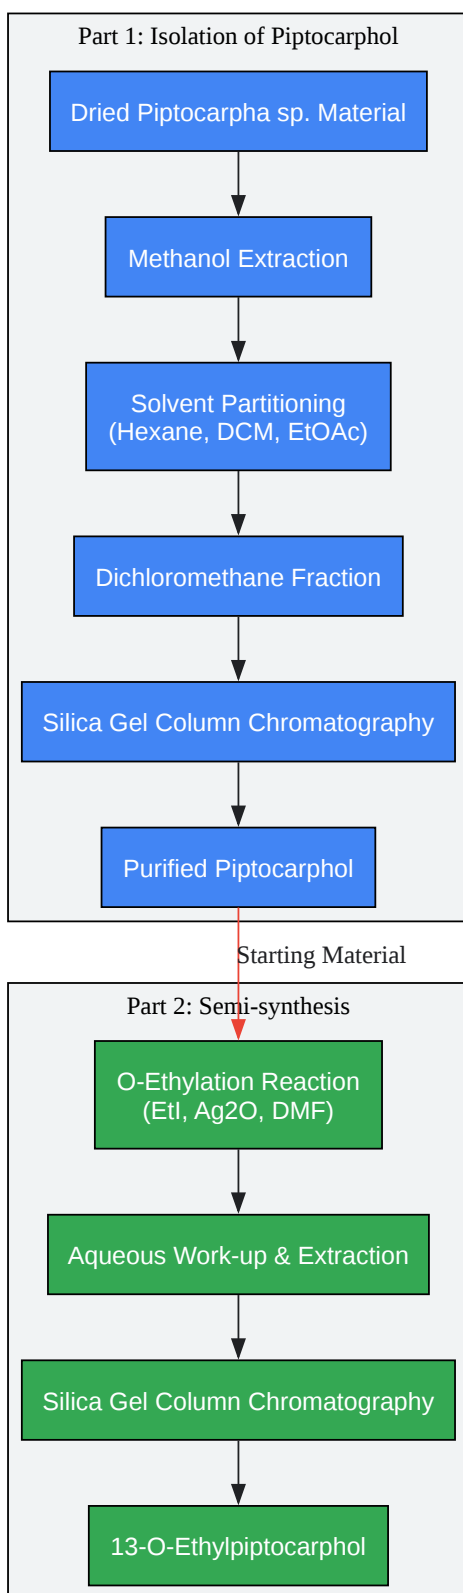 Part 1: Isolation of Piptocarphol
Dried Piptocarpha sp. Material
Methanol Extraction
Solvent Partitioning
(Hexane, DCM, EtOAc)
Dichloromethane Fraction
Silica Gel Column Chromatography
Purified Piptocarphol
Starting Material
Part 2: Semi-synthesis
O-Ethylation Reaction
(EtI, Ag2O, DMF)
Aqueous Work-up & Extraction
Silica Gel Column Chromatography
13-O-Ethylpiptocarphol